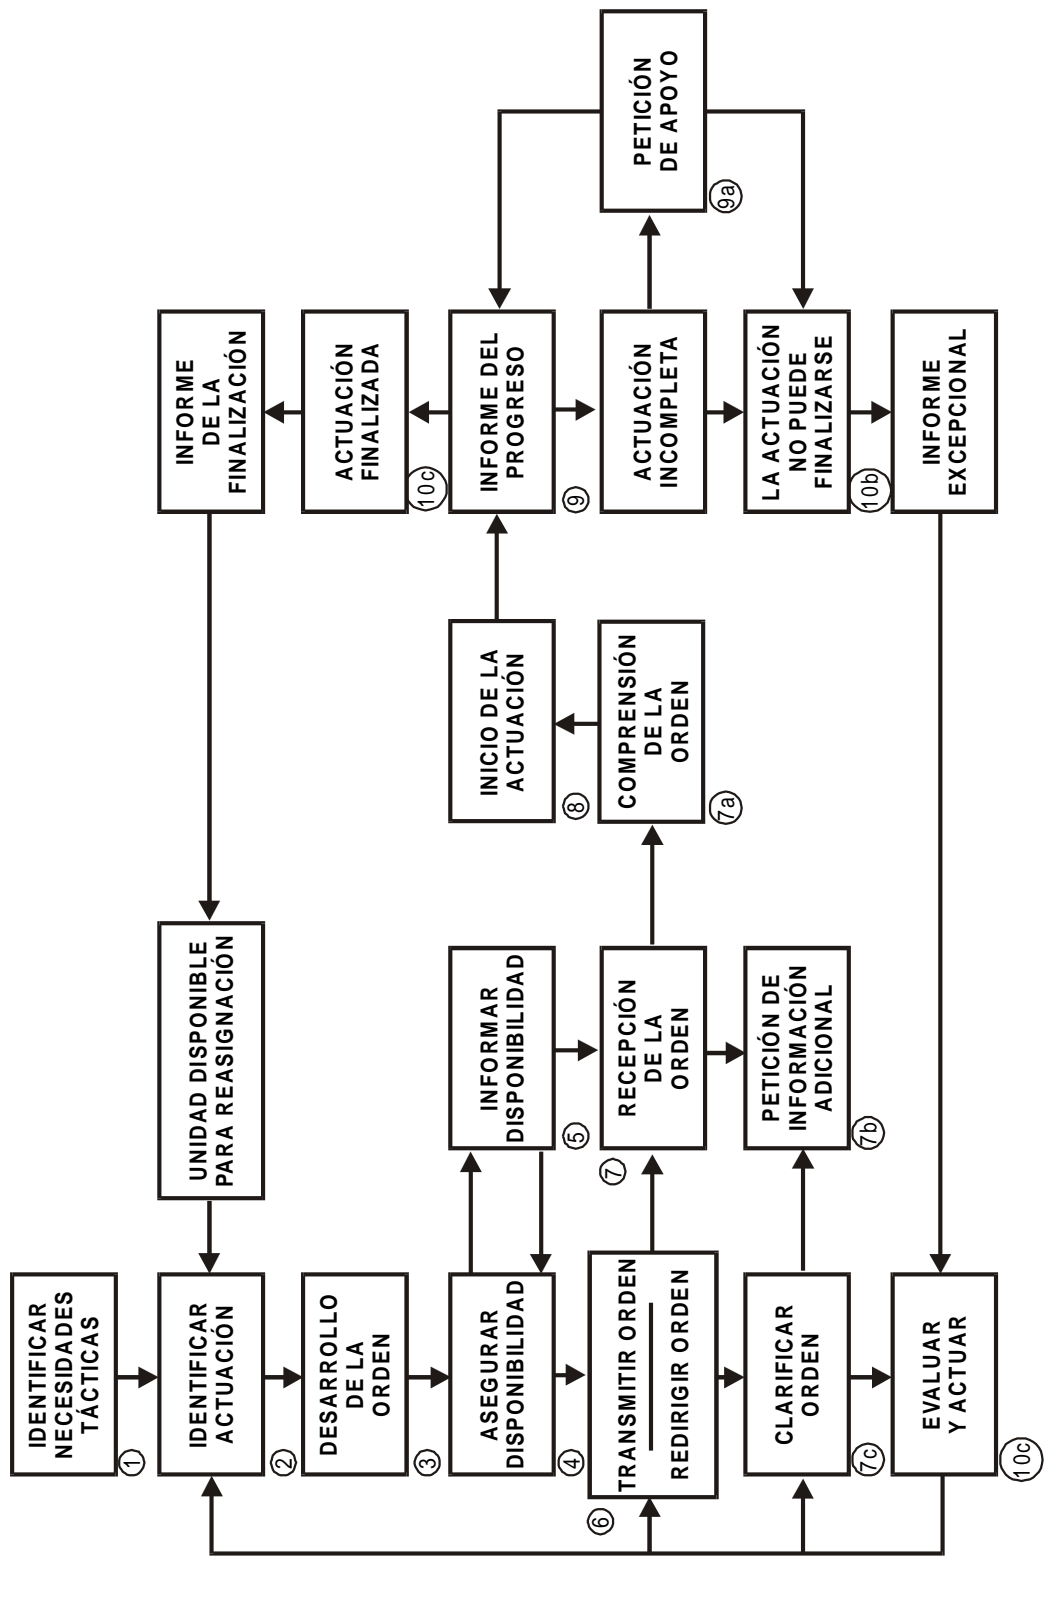 IDENTIFICAR
NECESIDADES
TÁCTICAS
1
IDENTIFICAR
ACTUACIÓN
2
DESARROLLO
DE LA
ORDEN
3
ASEGURAR
DISPONIBILIDAD
4
TRANSMITIR ORDEN
REDIRIGIR ORDEN
6
CLARIFICAR
ORDEN
7c
EVALUAR
Y ACTUAR
10c
UNIDAD DISPONIBLE
PARA REASIGNACIÓN
INFORMAR
DISPONIBILIDAD
5
RECEPCIÓN
DE LA
ORDEN
7
PETICIÓN DE
INFORMACIÓN
ADICIONAL
7b
INICIO DE LA
ACTUACIÓN
8
COMPRENSIÓN
DE LA
ORDEN
7a
INFORME
DE LA
FINALIZACIÓN
ACTUACIÓN
FINALIZADA
10c
INFORME DEL
PROGRESO
9
ACTUACIÓN
INCOMPLETA
LA ACTUACIÓN
NO PUEDE
FINALIZARSE
10b
INFORME
EXCEPCIONAL
PETICIÓN
DE APOYO
9a